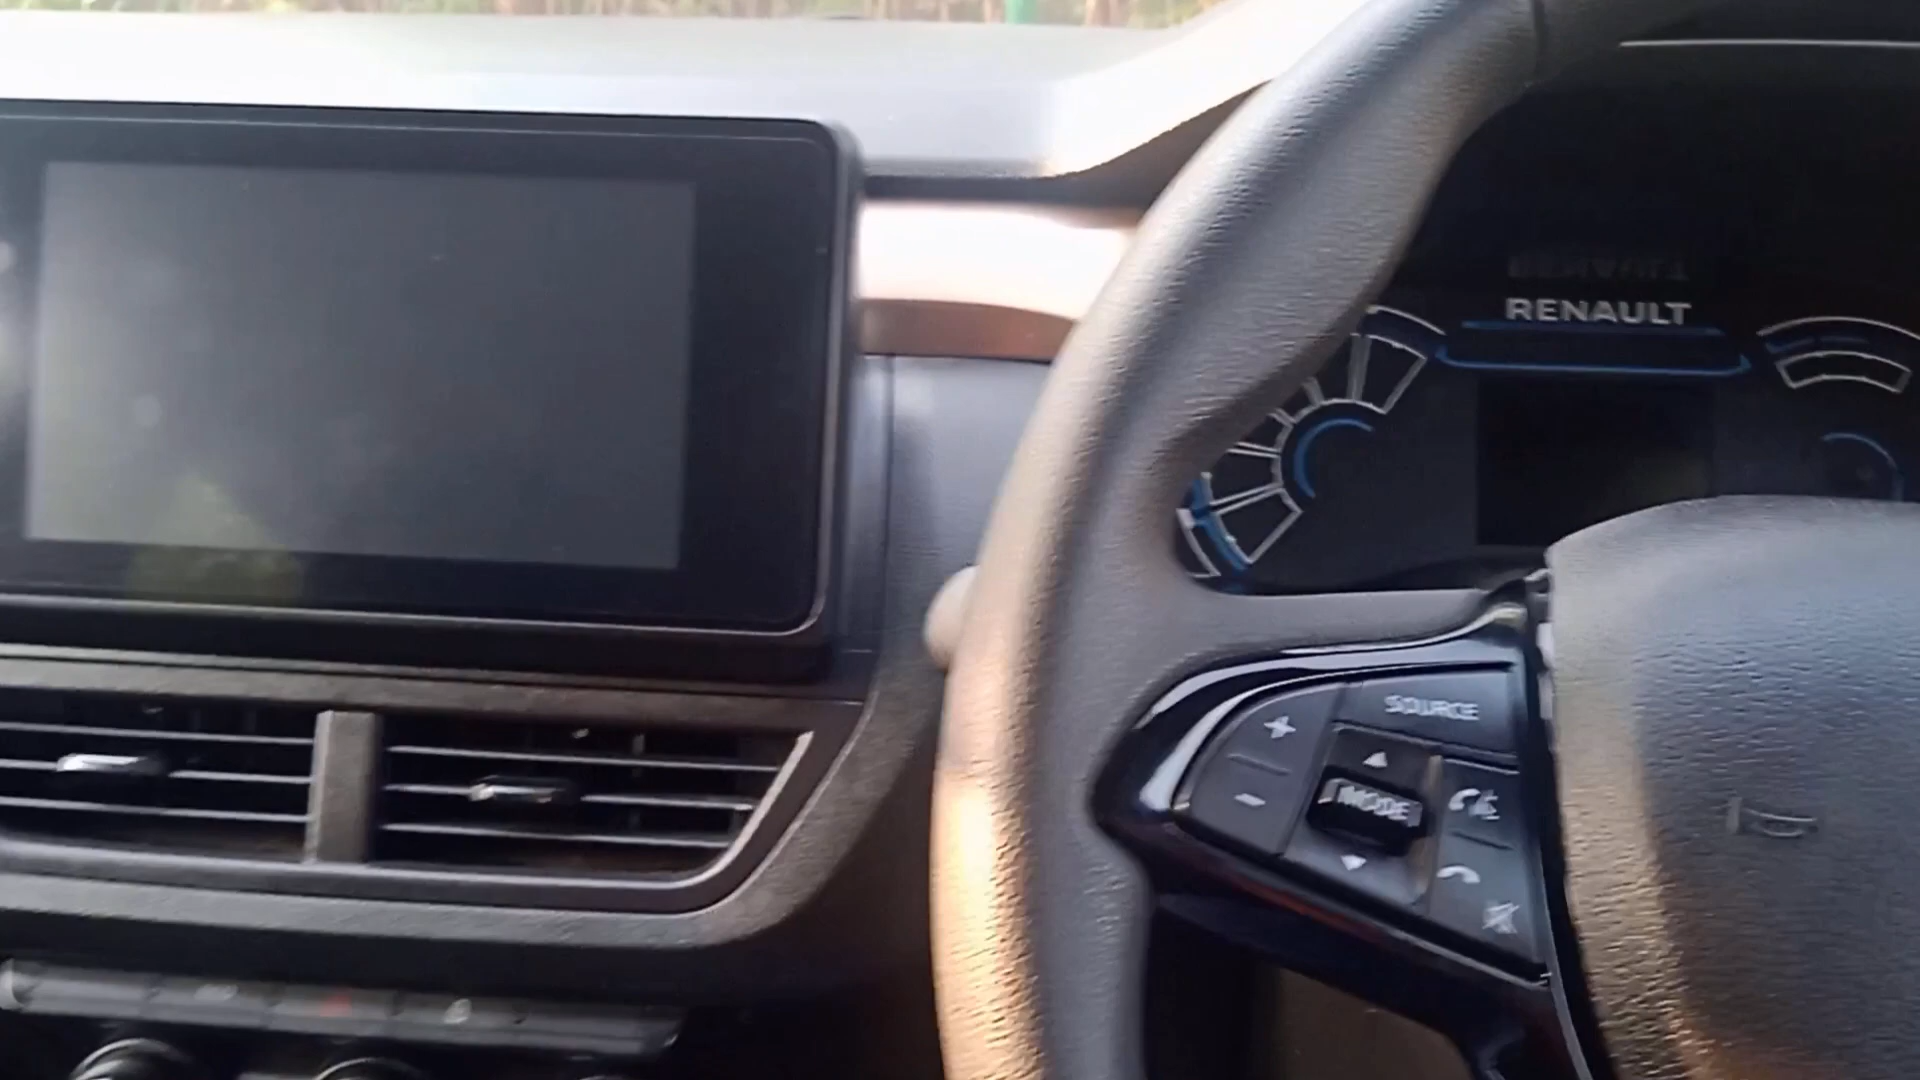 RENAULT
SOURCE
+
MODE
-